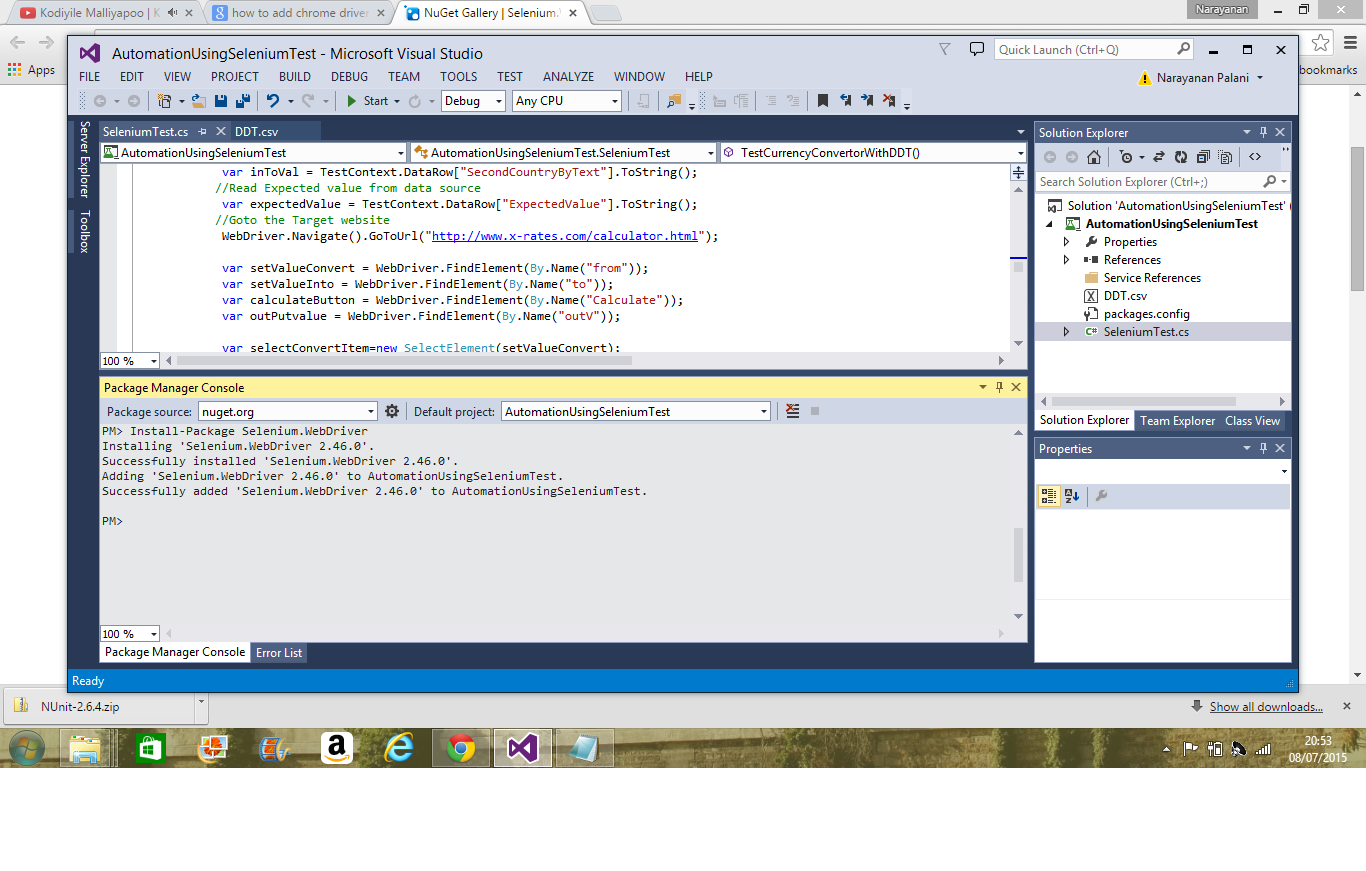 Kodiyile Malliyapoo | K
how to add chrome driver
NuGet Gallery | Selenium.
Narayanan
Apps
bookmarks
AutomationUsingSeleniumTest - Microsoft Visual Studio
Quick Launch (Ctrl+Q)
FILE EDIT VIEW PROJECT BUILD DEBUG TEAM TOOLS TEST ANALYZE WINDOW HELP
Narayanan Palani
Start
Debug
Any CPU
Server Explorer
Toolbox
SeleniumTest.cs
DDT.csv
AutomationUsingSeleniumTest
AutomationUsingSeleniumTest.SeleniumTest
TestCurrencyConvertorWithDDT()
var inToVal = TestContext.DataRow["SecondCountryByText"].ToString();
//Read Expected value from data source
var expectedValue = TestContext.DataRow["ExpectedValue"].ToString();
//Goto the Target website
WebDriver.Navigate().GoToUrl("http://www.x-rates.com/calculator.html");
var setValueConvert = WebDriver.FindElement(By.Name("from"));
var setValueInto = WebDriver.FindElement(By.Name("to"));
var calculateButton = WebDriver.FindElement(By.Name("Calculate"));
var outPutvalue = WebDriver.FindElement(By.Name("outV"));
var selectConvertItem=new SelectElement(setValueConvert);
100 %
Package Manager Console
Package source: nuget.org
Default project: AutomationUsingSeleniumTest
PM> Install-Package Selenium.WebDriver
Installing 'Selenium.WebDriver 2.46.0'.
Successfully installed 'Selenium.WebDriver 2.46.0'.
Adding 'Selenium.WebDriver 2.46.0' to AutomationUsingSeleniumTest.
Successfully added 'Selenium.WebDriver 2.46.0' to AutomationUsingSeleniumTest.
PM>
100 %
Package Manager Console
Error List
Solution Explorer
Search Solution Explorer (Ctrl+;)
Solution 'AutomationUsingSeleniumTest' (
AutomationUsingSeleniumTest
Properties
References
Service References
DDT.csv
packages.config
C# SeleniumTest.cs
Solution Explorer
Team Explorer
Class View
Properties
Ready
NUnit-2.6.4.zip
Show all downloads...
20:53
08/07/2015